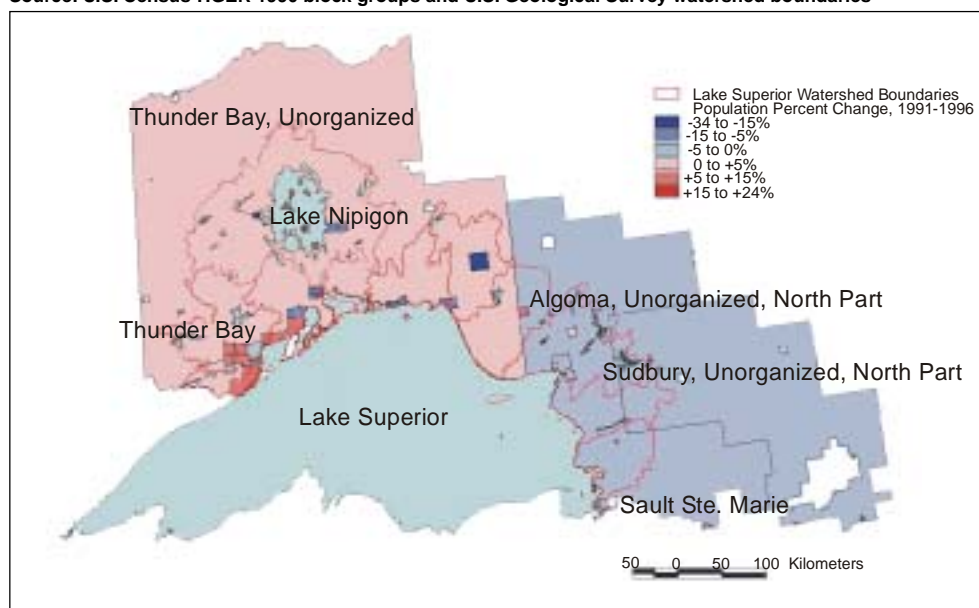 Source: U.S. Census TIGER 1990 block groups and U.S. Geological Survey watershed boundaries
Thunder Bay, Unorganized
Lake Superior Watershed Boundaries
Population Percent Change, 1991-1996
-34 to -15%
-15 to -5%
-5 to 0%
0 to +5%
+5 to +15%
+15 to +24%
Lake Nipigon
Algoma, Unorganized, North Part
Thunder Bay
Sudbury, Unorganized, North Part
Lake Superior
Sault Ste. Marie
50 0 50 100 Kilometers